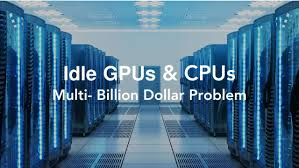 Idle GPUs & CPUs
Multi- Billion Dollar Problem